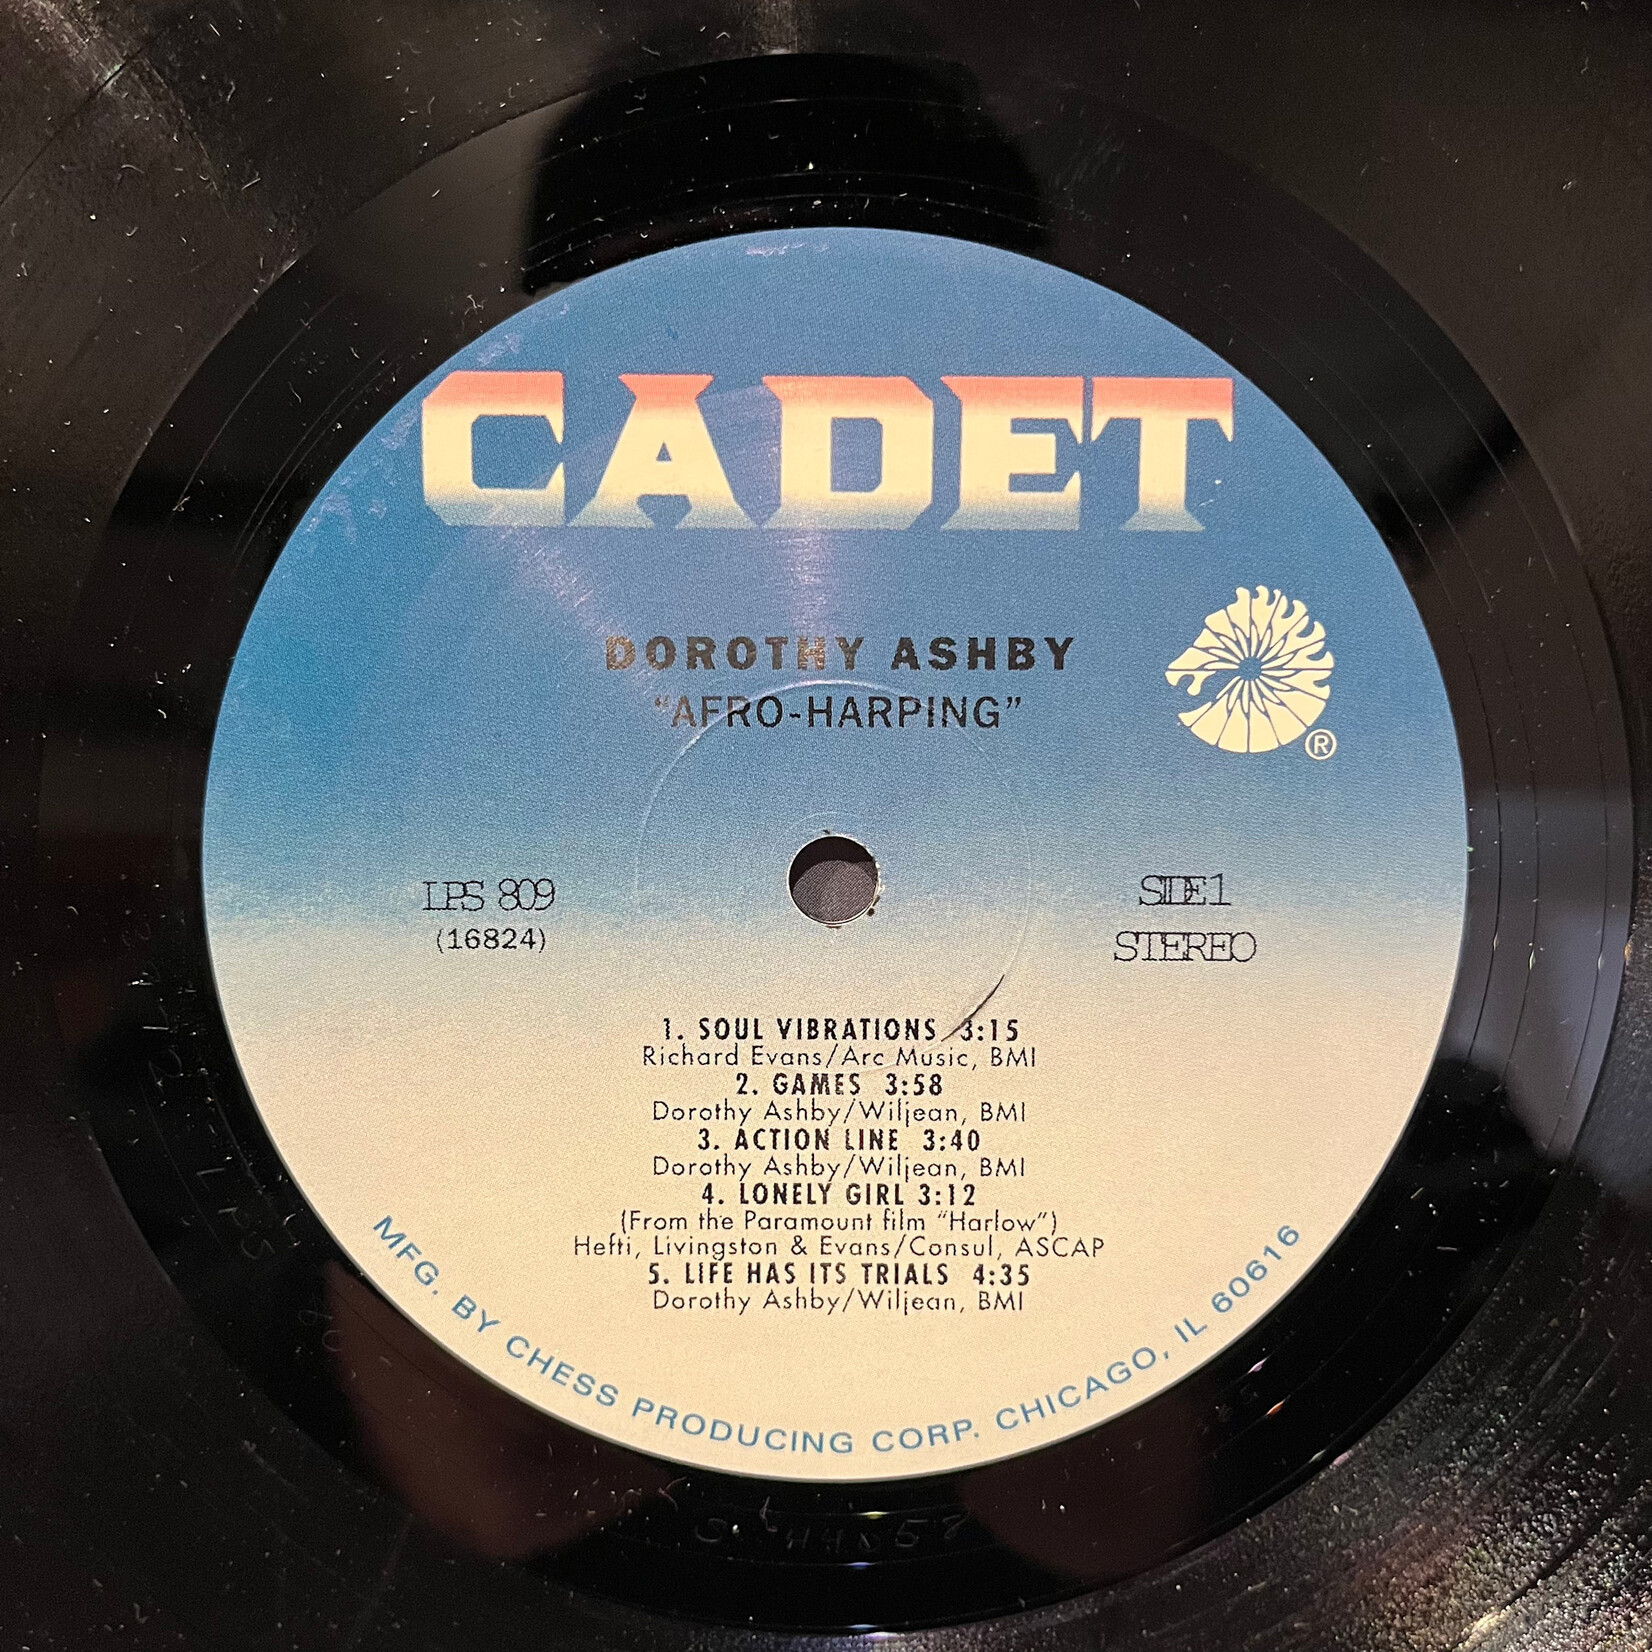 CADET
DOROTHY ASHBY
"AFRO-HARPING"
®
LPS 809
(16824)
SIDE 1
STEREO
1. SOUL VIBRATIONS 3:15
Richard Evans/Arc Music, BMI
2. GAMES 3:58
Dorothy Ashby/Wiljean, BMI
3. ACTION LINE 3:40
Dorothy Ashby/Wiljean, BMI
4. LONELY GIRL 3:12
(From the Paramount film "Harlow")
Hefti, Livingston & Evans/Consul, ASCAP
5. LIFE HAS ITS TRIALS 4:35
Dorothy Ashby/Wiljean, BMI
MFG. BY CHESS PRODUCING CORP. CHICAGO, IL 60616